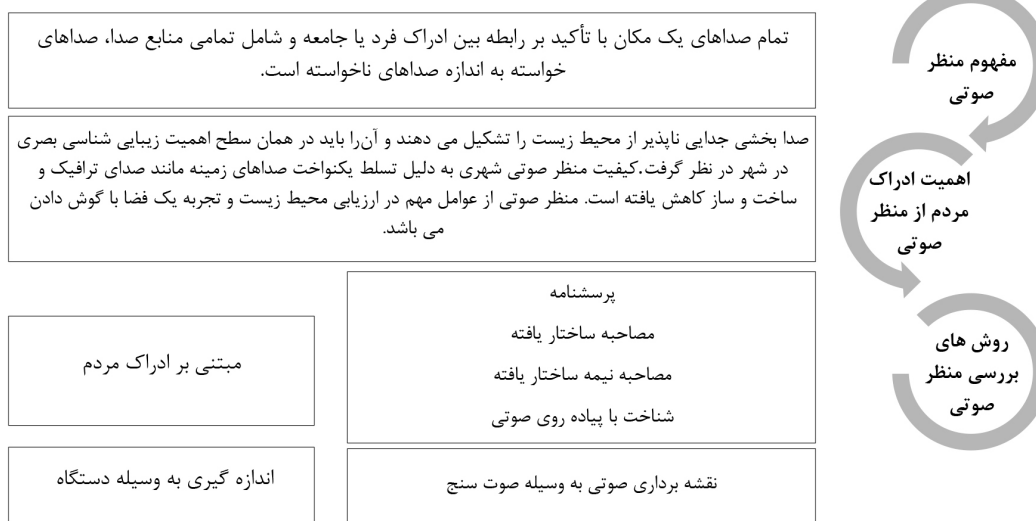 مفهوم منظر
صوتی
تمام صداهای یک مکان با تأکید بر رابطه بین ادراک فرد یا جامعه و شامل تمامی منابع صدا، صداهای
خواسته به اندازه صداهای ناخواسته است.
اهمیت ادراک
مردم از منظر
صوتی
صدا بخشی جدایی ناپذیر از محیط زیست را تشکیل می دهند و آن‌را باید در همان سطح اهمیت زیبایی شناسی بصری
در شهر در نظر گرفت.کیفیت منظر صوتی شهری به دلیل تسلط یکنواخت صداهای زمینه مانند صدای ترافیک و
ساخت و ساز کاهش یافته است. منظر صوتی از عوامل مهم در ارزیابی محیط زیست و تجربه یک فضا با گوش دادن
می باشد.
روش های
بررسی منظر
صوتی
پرسشنامه
مصاحبه ساختار یافته
مصاحبه نیمه ساختار یافته
شناخت با پیاده روی صوتی
مبتنی بر ادراک مردم
نقشه برداری صوتی به وسیله صوت سنج
اندازه گیری به وسیله دستگاه